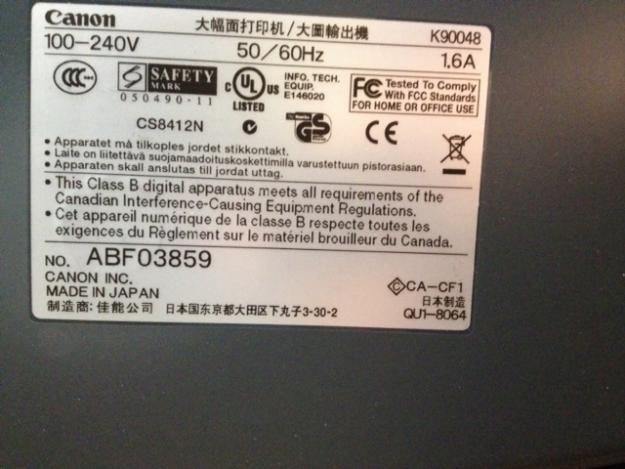 Canon
大幅面打印机/大圖輸出機
K90048
100-240V
50/60Hz
1.6A
CCC
S
SAFETY
MARK
050490-11
C UL US
LISTED
INFO. TECH.
EQUIP.
E146020
FC Tested To Comply
With FCC Standards
FOR HOME OR OFFICE USE
CS8412N
GS
CE
• Apparatet må tilkoples jordet stikkontakt.
• Laite on liitettävä suojamaadoituskoskettimilla varustettuun pistorasiaan.
• Apparaten skall anslutas till jordat uttag.
• This Class B digital apparatus meets all requirements of the
Canadian Interference-Causing Equipment Regulations.
• Cet appareil numérique de la classe B respecte toutes les
exigences du Règlement sur le matériel brouilleur du Canada.
NO. ABF03859
CANON INC.
MADE IN JAPAN
制造商: 佳能公司 日本国东京都大田区下丸子3-30-2
C CA-CF1
日本制造
QU1-8064